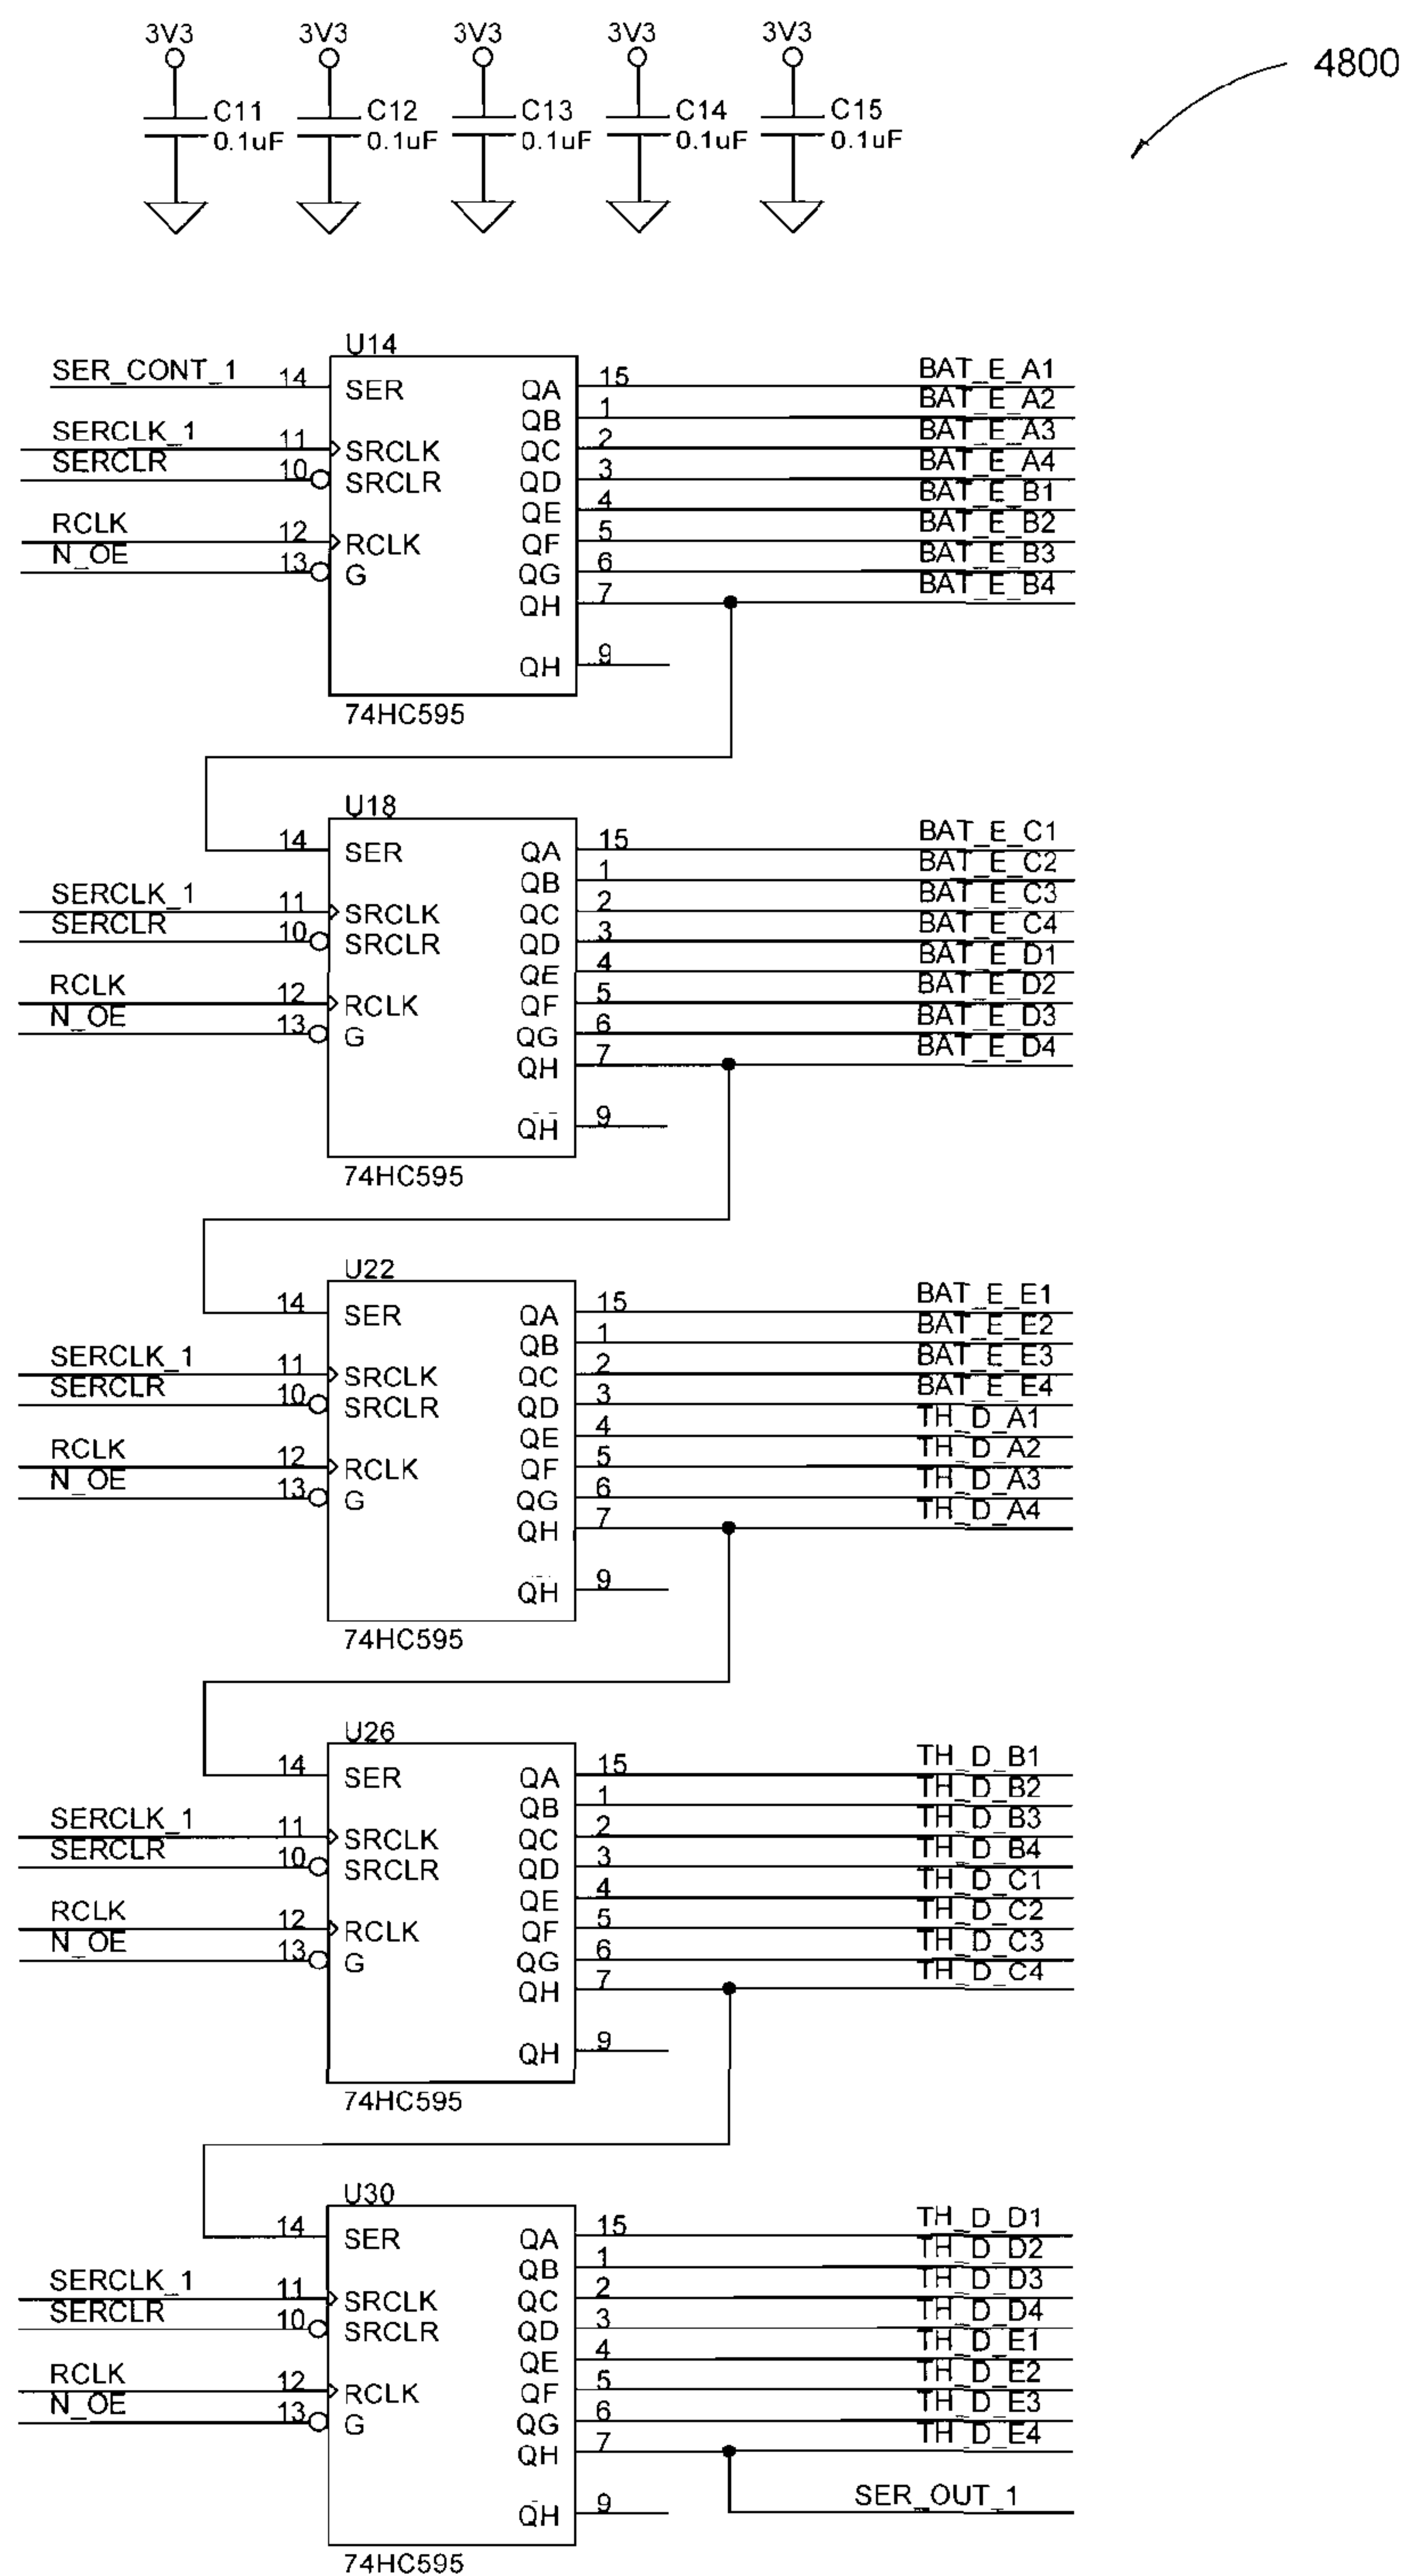 3V3 3V3 3V3 3V3 3V3
4800
C11 C12 C13 C14 C15
0.1uF 0.1uF 0.1uF 0.1uF 0.1uF
U14
SER_CONT_1 14 SER QA 15 BAT_E_A1
QB 1 BAT_E_A2
SERCLK_1 11 SRCLK QC 2 BAT_E_A3
SERCLR 10 SRCLR QD 3 BAT_E_A4
QE 4 BAT_E_B1
RCLK 12 RCLK QF 5 BAT_E_B2
N_OE 13 G QG 6 BAT_E_B3
QH 7 BAT_E_B4
QH 9
74HC595
U18
14 SER QA 15 BAT_E_C1
QB 1 BAT_E_C2
SERCLK_1 11 SRCLK QC 2 BAT_E_C3
SERCLR 10 SRCLR QD 3 BAT_E_C4
QE 4 BAT_E_D1
RCLK 12 RCLK QF 5 BAT_E_D2
N_OE 13 G QG 6 BAT_E_D3
QH 7 BAT_E_D4
QH 9
74HC595
U22
14 SER QA 15 BAT_E_E1
QB 1 BAT_E_E2
SERCLK_1 11 SRCLK QC 2 BAT_E_E3
SERCLR 10 SRCLR QD 3 BAT_E_E4
QE 4 TH_D_A1
RCLK 12 RCLK QF 5 TH_D_A2
N_OE 13 G QG 6 TH_D_A3
QH 7 TH_D_A4
QH 9
74HC595
U26
14 SER QA 15 TH_D_B1
QB 1 TH_D_B2
SERCLK_1 11 SRCLK QC 2 TH_D_B3
SERCLR 10 SRCLR QD 3 TH_D_B4
QE 4 TH_D_C1
RCLK 12 RCLK QF 5 TH_D_C2
N_OE 13 G QG 6 TH_D_C3
QH 7 TH_D_C4
QH 9
74HC595
U30
14 SER QA 15 TH_D_D1
QB 1 TH_D_D2
SERCLK_1 11 SRCLK QC 2 TH_D_D3
SERCLR 10 SRCLR QD 3 TH_D_D4
QE 4 TH_D_E1
RCLK 12 RCLK QF 5 TH_D_E2
N_OE 13 G QG 6 TH_D_E3
QH 7 TH_D_E4
SER_OUT_1
QH 9
74HC595